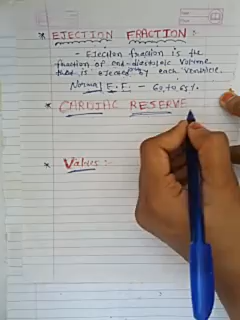 * EJECTION FRACTION:-
- Ejection fraction is the
fraction of end-diastolic volume
that is ejected by each ventricle.
Normal E.F. - 60 to 65%.
* CARDIAC RESERVE
* Values :-